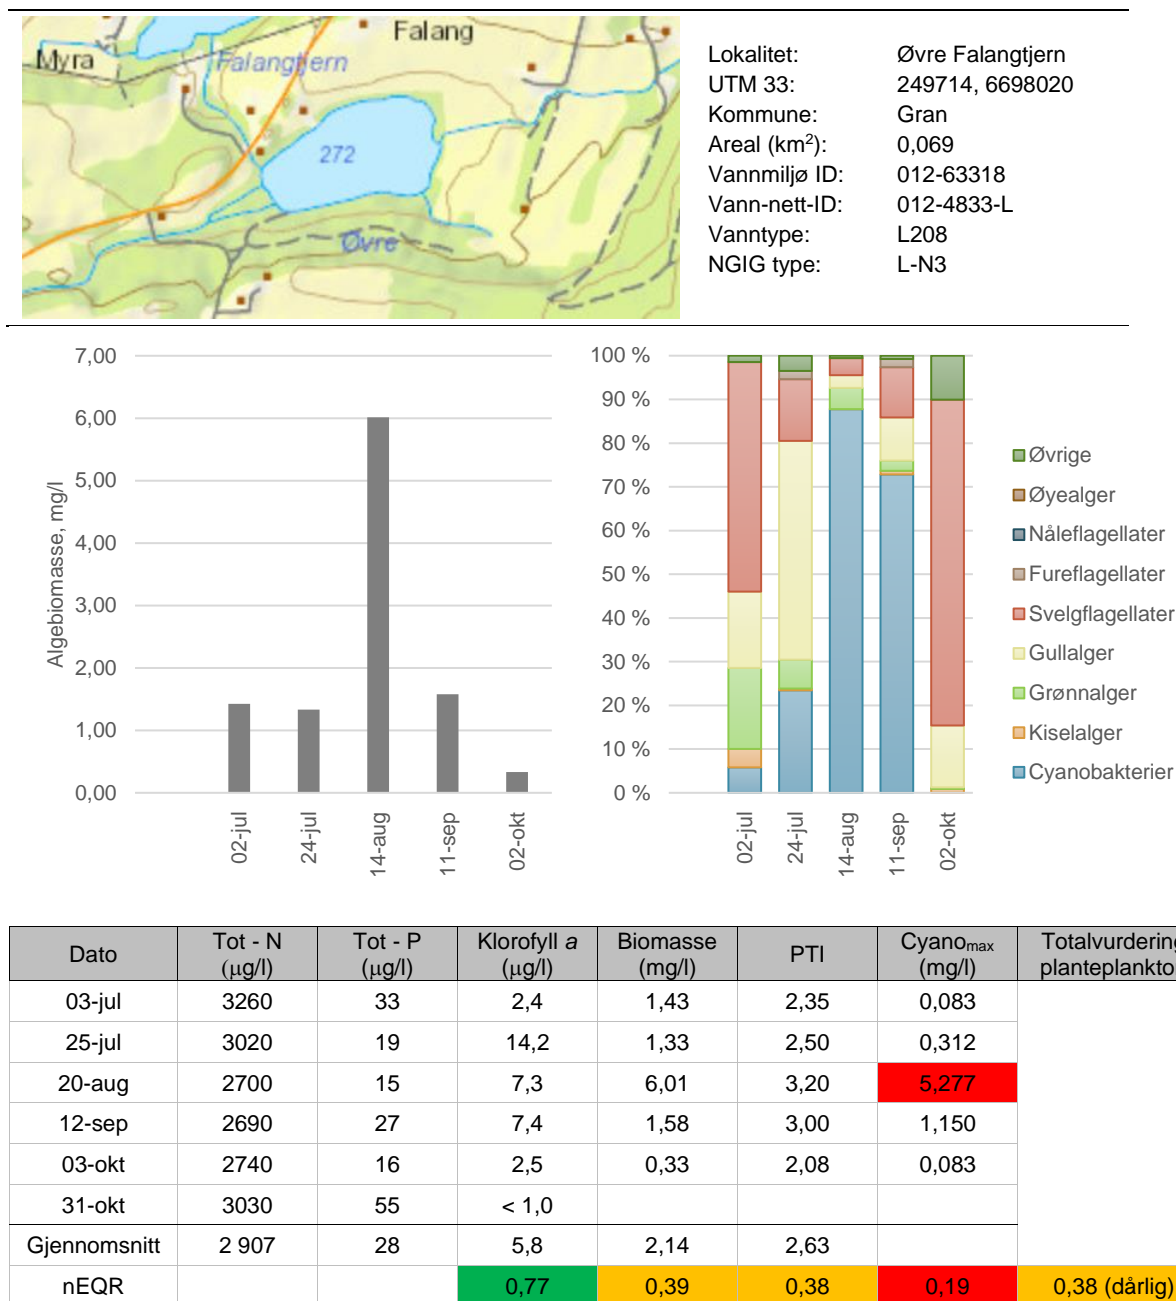 Falang
Myra
Falangtjern
272
Øvre
Lokalitet: Øvre Falangtjern
UTM 33: 249714, 6698020
Kommune: Gran
Areal (km2): 0,069
Vannmiljø ID: 012-63318
Vann-nett-ID: 012-4833-L
Vanntype: L208
NGIG type: L-N3
Algebiomasse, mg/l
7,00
6,00
5,00
4,00
3,00
2,00
1,00
0,00
02-jul
24-jul
14-aug
11-sep
02-okt
100 %
90 %
80 %
70 %
60 %
50 %
40 %
30 %
20 %
10 %
0 %
02-jul
24-jul
14-aug
11-sep
02-okt
Øvrige
Øyealger
Nåleflagellater
Fureflagellater
Svelgflagellater
Gullalger
Grønnalger
Kiselalger
Cyanobakterier
Dato Tot - N (µg/l) Tot - P (µg/l) Klorofyll a (µg/l) Biomasse (mg/l) PTI Cyanomax (mg/l) Totalvurdering planteplankto
03-jul 3260 33 2,4 1,43 2,35 0,083
25-jul 3020 19 14,2 1,33 2,50 0,312
20-aug 2700 15 7,3 6,01 3,20 5,277
12-sep 2690 27 7,4 1,58 3,00 1,150
03-okt 2740 16 2,5 0,33 2,08 0,083
31-okt 3030 55 < 1,0
Gjennomsnitt 2 907 28 5,8 2,14 2,63
nEQR 0,77 0,39 0,38 0,19 0,38 (dårlig)